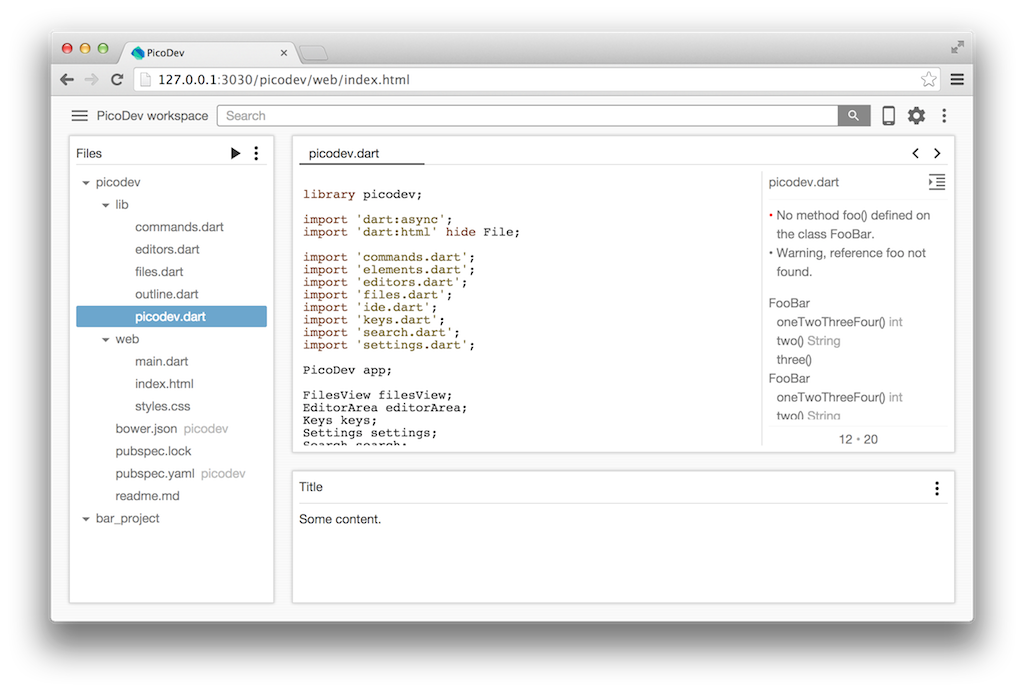 PicoDev
127.0.0.1:3030/picodev/web/index.html
PicoDev workspace
Search
Files
picodev
lib
commands.dart
editors.dart
files.dart
outline.dart
picodev.dart
web
main.dart
index.html
styles.css
bower.json picodev
pubspec.lock
pubspec.yaml picodev
readme.md
bar_project
picodev.dart
library picodev;
import 'dart:async';
import 'dart:html' hide File;
import 'commands.dart';
import 'elements.dart';
import 'editors.dart';
import 'files.dart';
import 'ide.dart';
import 'keys.dart';
import 'search.dart';
import 'settings.dart';
PicoDev app;
FilesView filesView;
EditorArea editorArea;
Keys keys;
Settings settings;
Search search;
picodev.dart
• No method foo() defined on
the class FooBar.
• Warning, reference foo not
found.
FooBar
oneTwoThreeFour() int
two() String
three()
FooBar
oneTwoThreeFour() int
two() String
12 • 20
Title
Some content.